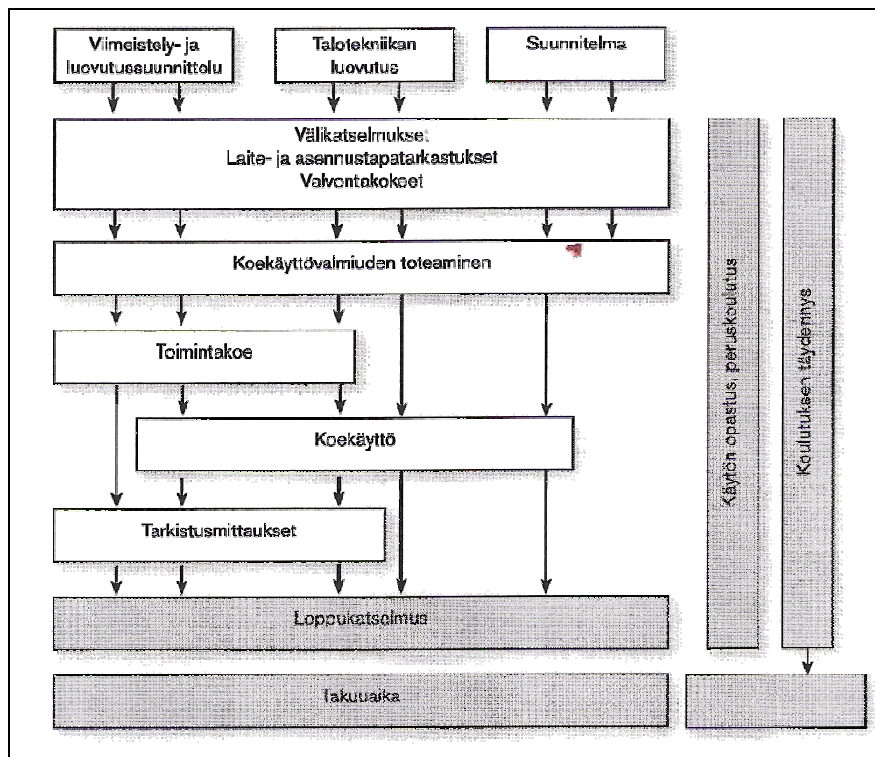 Viimeistely- ja
luovutussuunnittelu
Talotekniikan
luovutus
Suunnitelma
Välikatselmukset
Laite- ja asennustapatarkastukset
Valvontakokeet
Koekäyttövalmiuden toteaminen
Toimintakoe
Koekäyttö
Tarkistusmittaukset
Loppukatselmus
Takuuaika
Käytön opastus, peruskoulutus
Koulutuksen täydennys